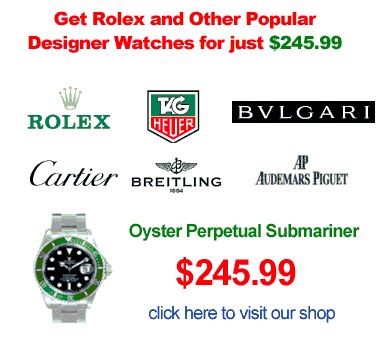 Get Rolex and Other Popular
Designer Watches for just $245.99
ROLEX
TAG
HEUER
BVLGARI
Cartier
BREITLING
1884
AP
AUDEMARS PIGUET
Oyster Perpetual Submariner
$245.99
click here to visit our shop